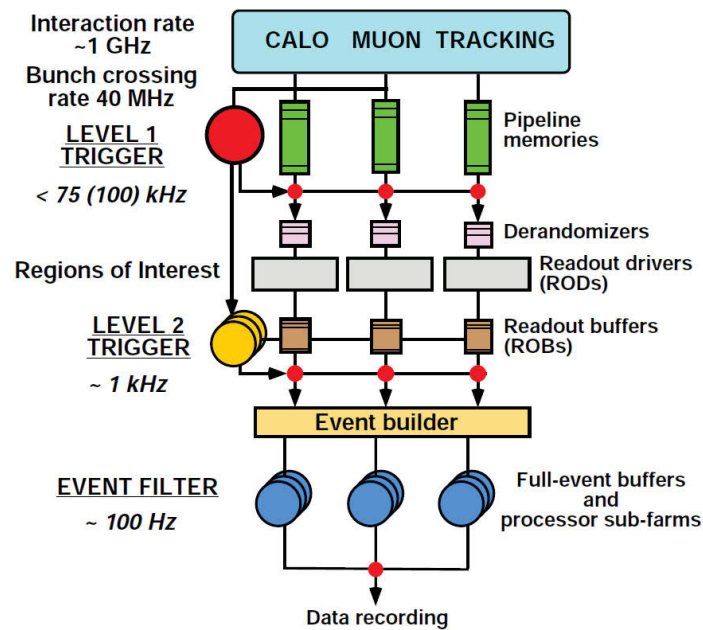 Interaction rate
~1 GHz
CALO MUON TRACKING
Bunch crossing
rate 40 MHz
LEVEL 1
TRIGGER
Pipeline
memories
< 75 (100) kHz
Derandomizers
Regions of Interest
Readout drivers
(RODs)
LEVEL 2
TRIGGER
Readout buffers
(ROBs)
~ 1 kHz
Event builder
EVENT FILTER
~ 100 Hz
Full-event buffers
and
processor sub-farms
Data recording